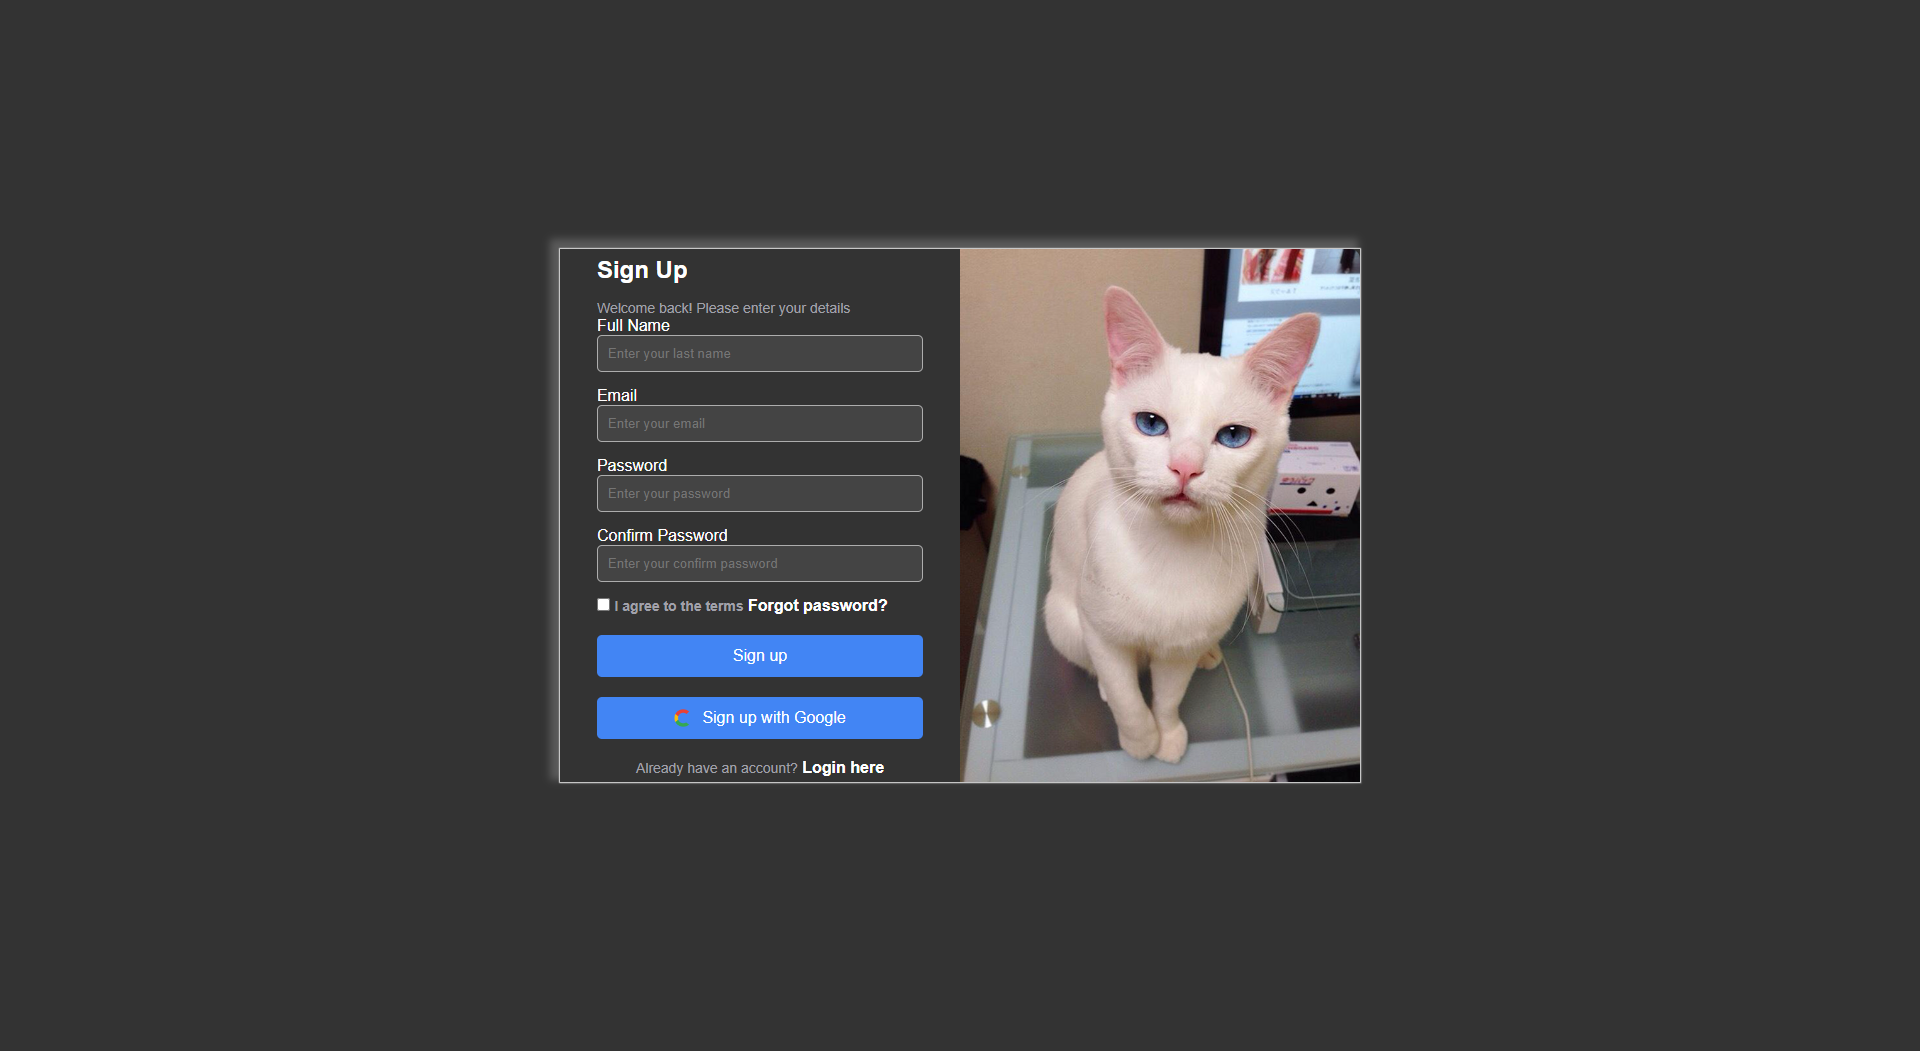 Sign Up
Welcome back! Please enter your details
Full Name
Enter your last name
Email
Enter your email
Password
Enter your password
Confirm Password
Enter your confirm password
I agree to the terms Forgot password?
Sign up
Sign up with Google
Already have an account? Login here